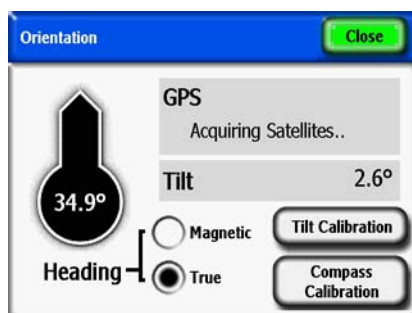 Orientation
Close
GPS
Acquiring Satellites..
Tilt
2.6°
34.9°
Heading
Magnetic
True
Tilt Calibration
Compass
Calibration